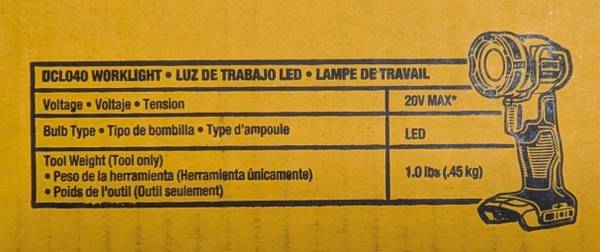 DCL040 WORKLIGHT • LUZ DE TRABAJO LED • LAMPE DE TRAVAIL
Voltage • Voltaje • Tension 20V MAX*
Bulb Type • Tipo de bombilla • Type d'ampoule LED
Tool Weight (Tool only)
• Peso de la herramienta (Herramienta únicamente) 1.0 lbs (.45 kg)
• Poids de l'outil (Outil seulement)